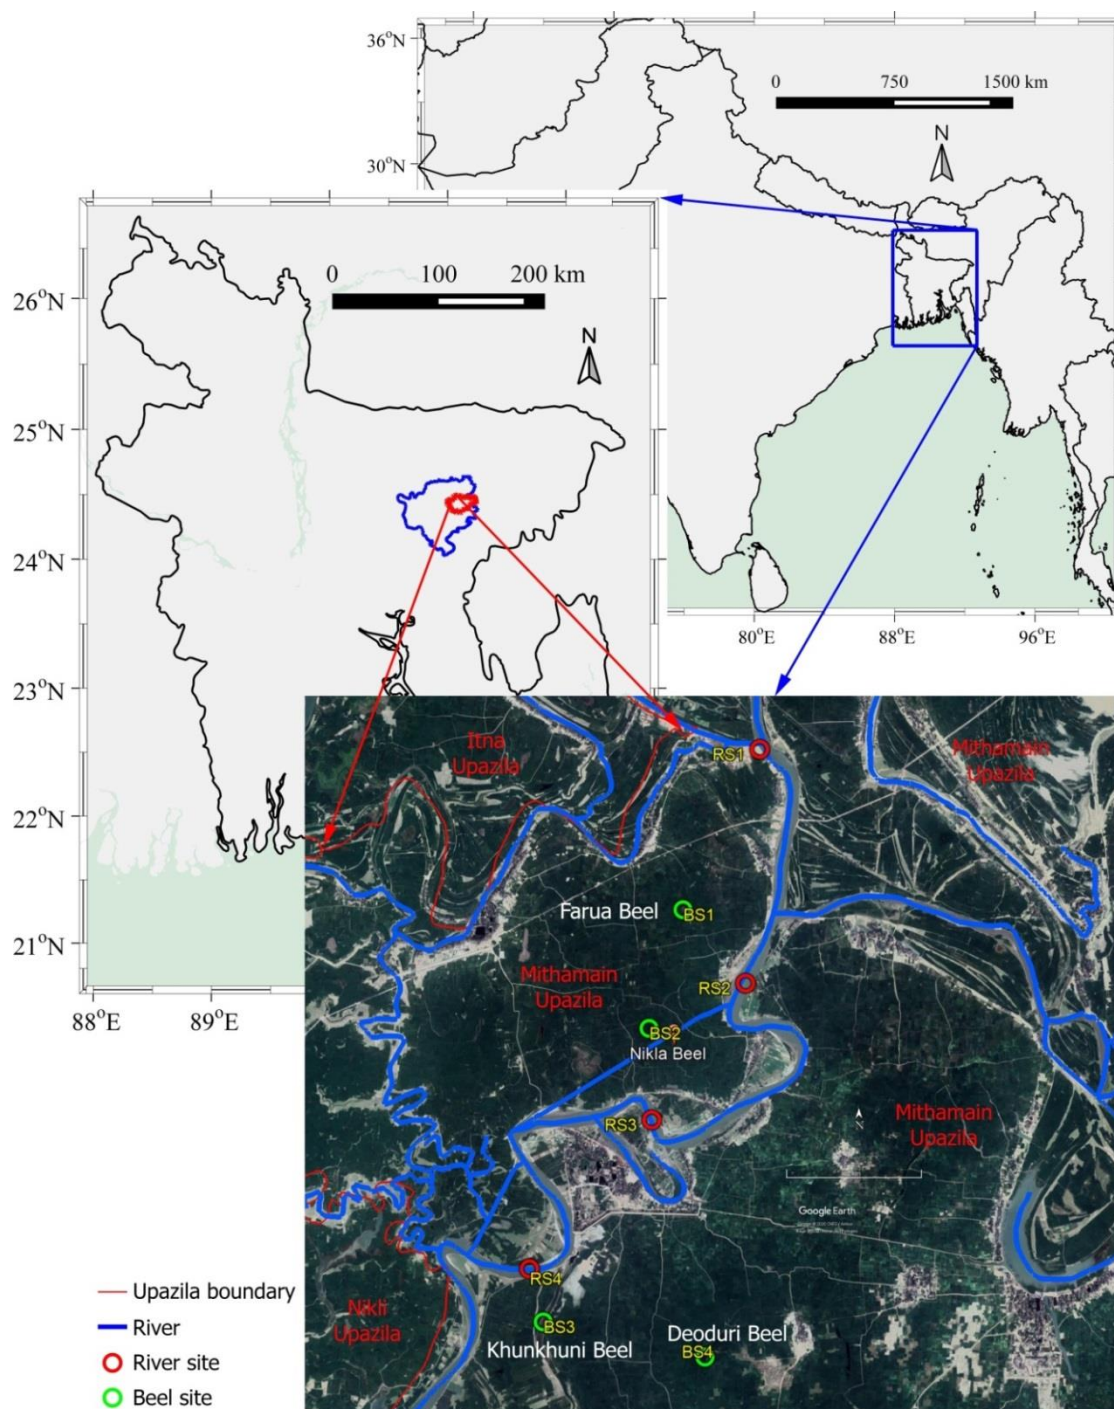 36°N
0 750 1500 km
N
30°N
80°E 88°E 96°E
0 100 200 km
N
26°N
25°N
24°N
23°N
22°N
21°N
88°E 89°E
Itna
Upazila
RS1
Mithamain
Upazila
Farua Beel
BS1
Mithamain
Upazila
RS2
BS2
Nikla Beel
RS3
Mithamain
Upazila
N
Google Earth
RS4
Nikli
Upazila
BS3
Khunkhuni Beel
Deoduri Beel
BS4
Upazila boundary
River
River site
Beel site